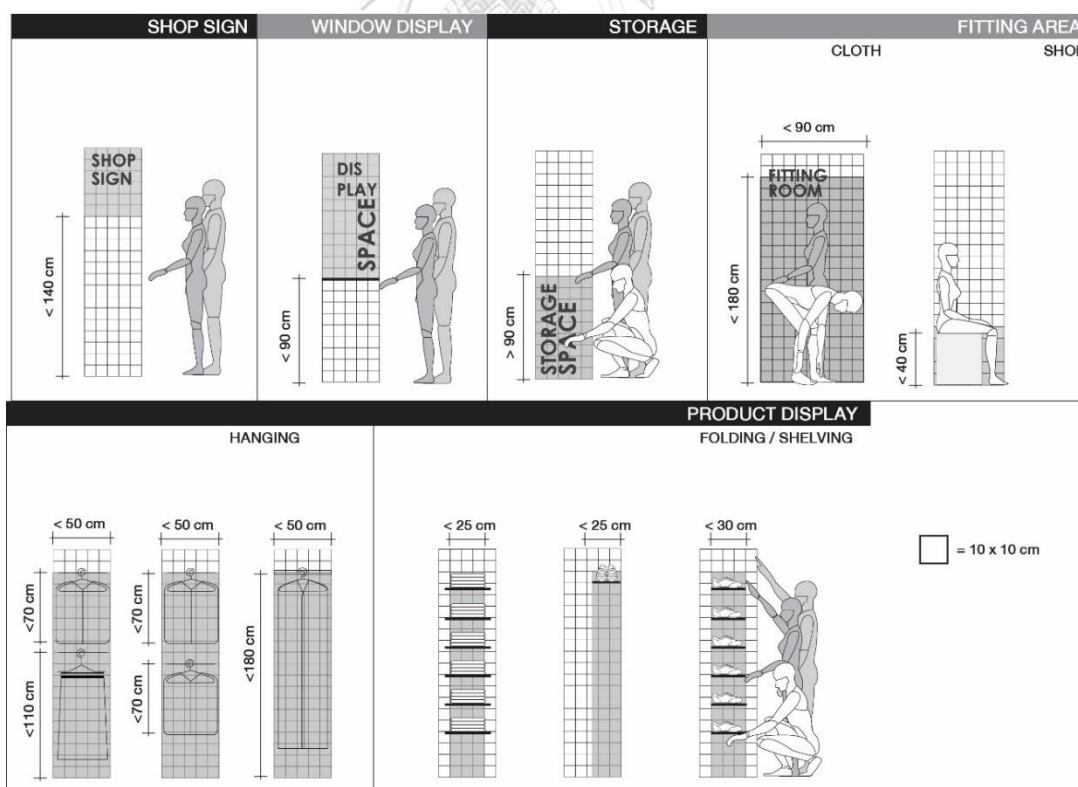 SHOP SIGN
WINDOW DISPLAY
STORAGE
FITTING AREA
CLOTH
SHOE
SHOP
SIGN
< 140 cm
DIS
PLAY
SPACE
< 90 cm
STORAGE
SPACE
> 90 cm
< 90 cm
FITTING
ROOM
< 180 cm
< 40 cm
PRODUCT DISPLAY
HANGING
FOLDING / SHELVING
< 50 cm
<70 cm
<110 cm
< 50 cm
<70 cm
<70 cm
< 50 cm
<180 cm
< 25 cm
< 25 cm
< 30 cm
= 10 x 10 cm